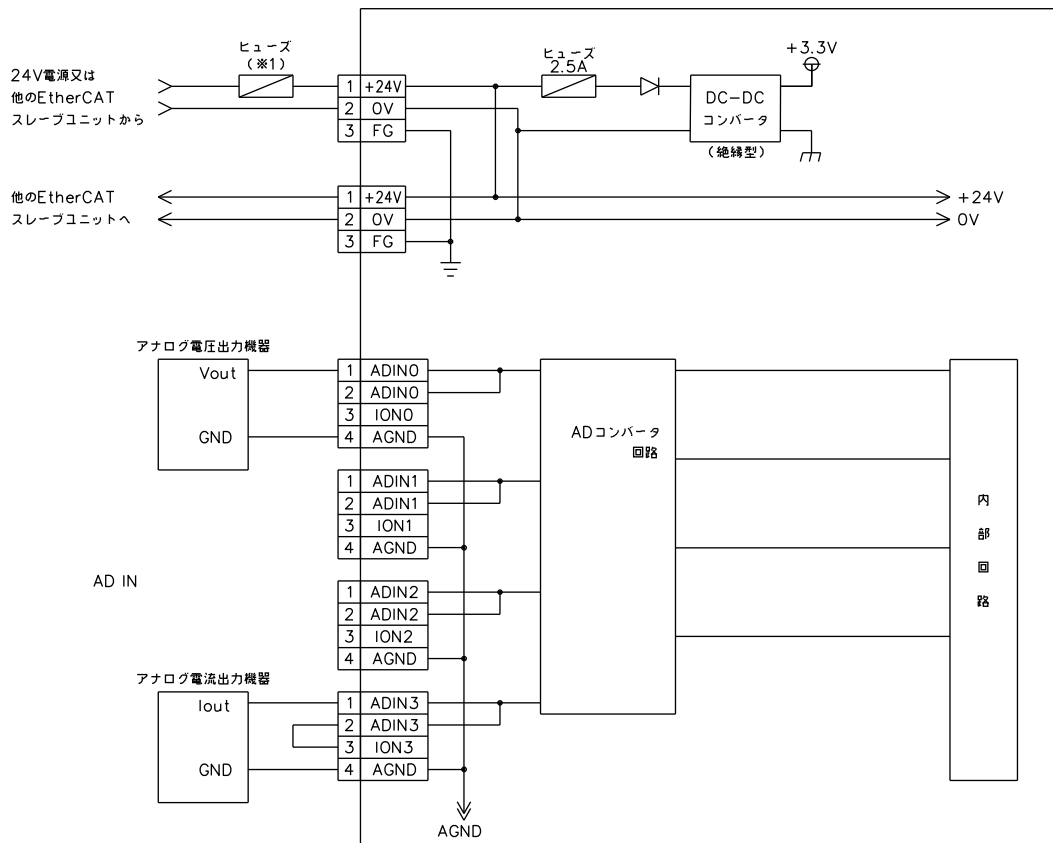 ヒューズ
(※1)
ヒューズ
2.5A
+3.3V
24V電源又は
他のEtherCAT
スレーブユニットから
1 +24V
2 0V
3 FG
DC-DC
コンバータ
(絶縁型)
他のEtherCAT
スレーブユニットへ
1 +24V
2 0V
3 FG
+24V
0V
アナログ電圧出力機器
Vout
GND
1 ADIN0
2 ADIN0
3 ION0
4 AGND
ADコンバータ
回路
1 ADIN1
2 ADIN1
3 ION1
4 AGND
内
部
回
路
AD IN
1 ADIN2
2 ADIN2
3 ION2
4 AGND
アナログ電流出力機器
Iout
GND
1 ADIN3
2 ADIN3
3 ION3
4 AGND
AGND